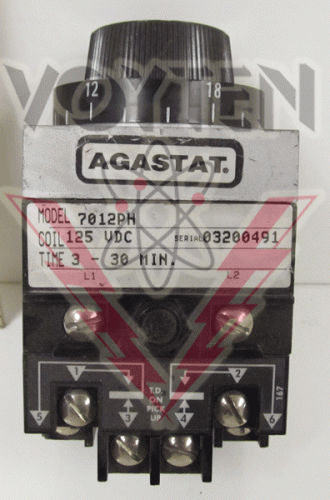 VOYTEN
12 18
AGASTAT.
MODEL 7012PH
COIL 125 VDC SERIAL 03200491
TIME 3 - 30 MIN.
L1 L2
1 T.D. 2
ON
5 3 PICK 4 6
UP
167